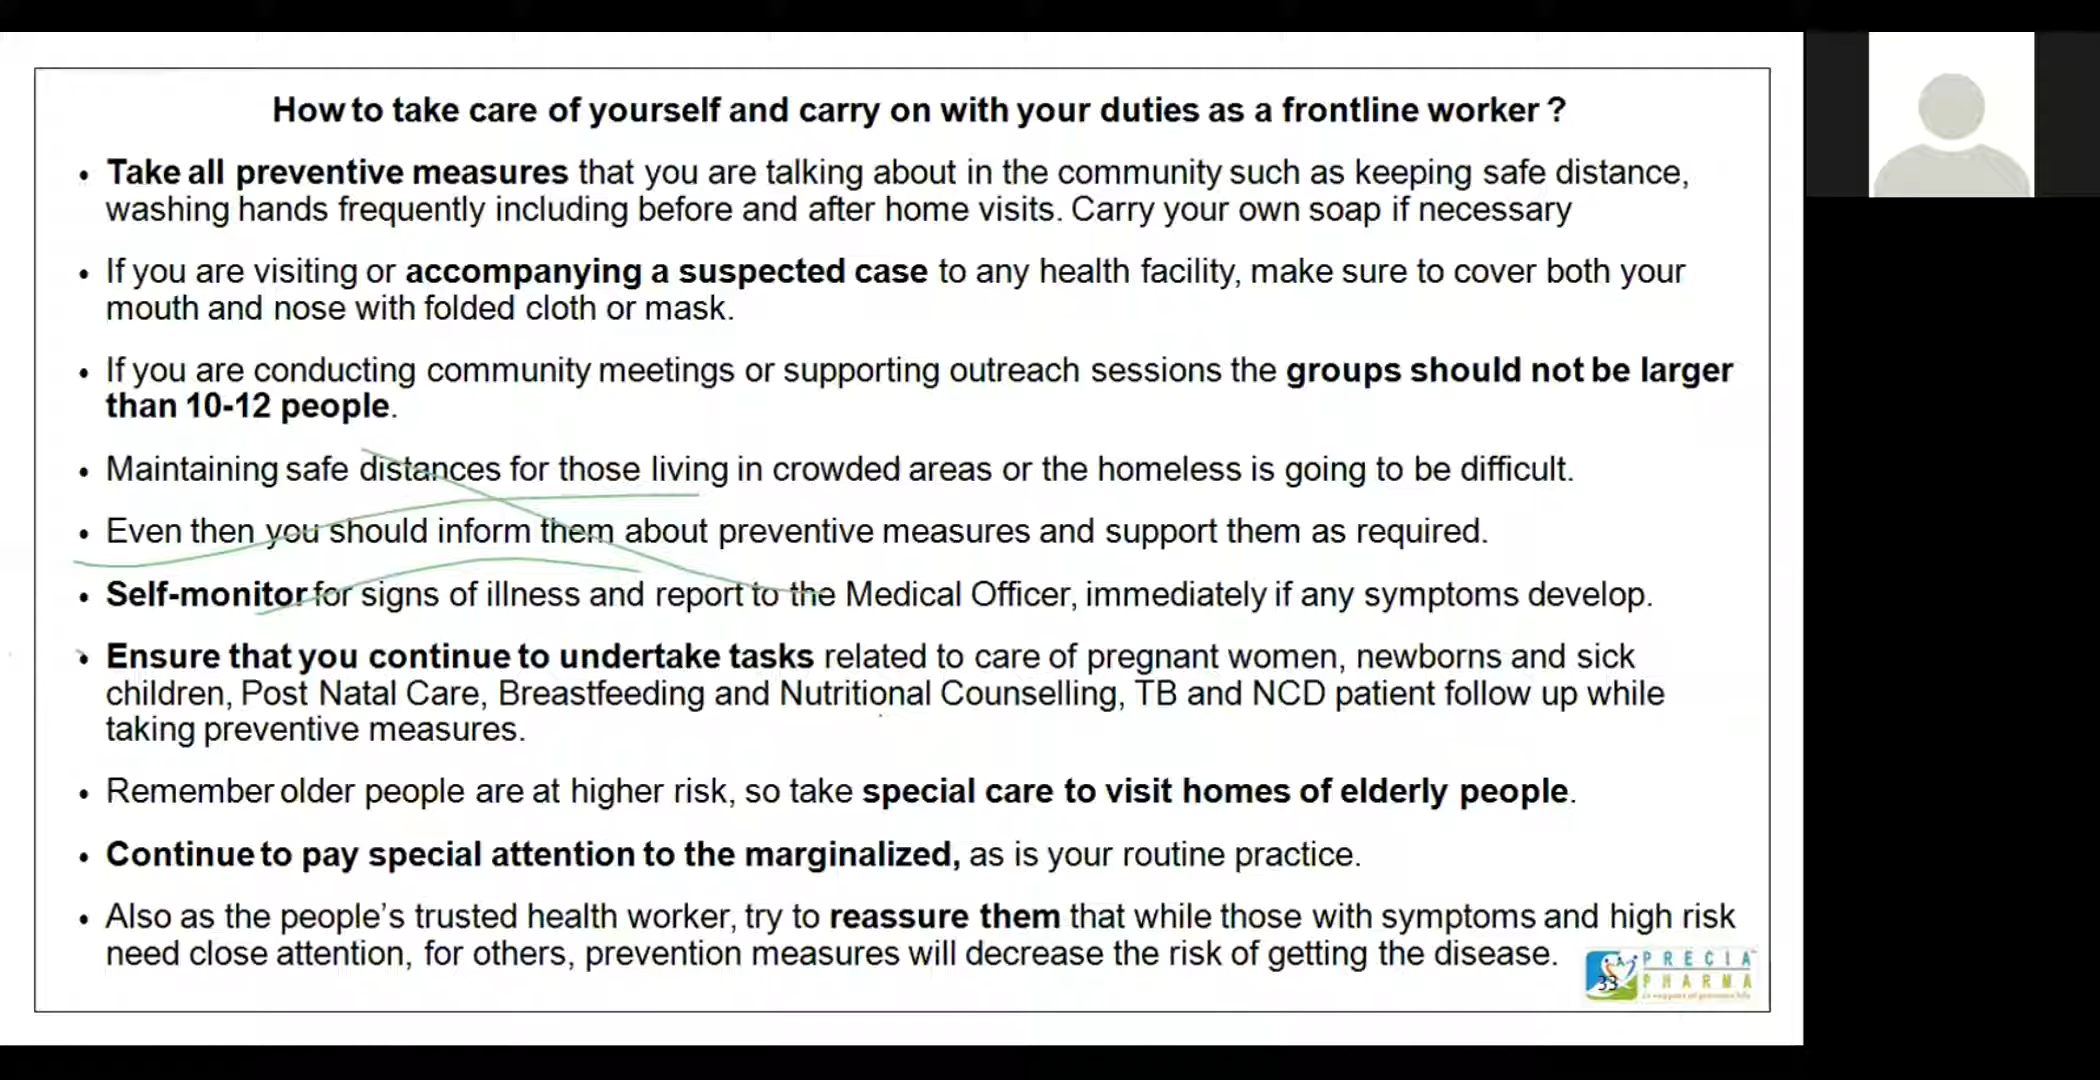 How to take care of yourself and carry on with your duties as a frontline worker ?
• Take all preventive measures that you are talking about in the community such as keeping safe distance,
washing hands frequently including before and after home visits. Carry your own soap if necessary
• If you are visiting or accompanying a suspected case to any health facility, make sure to cover both your
mouth and nose with folded cloth or mask.
• If you are conducting community meetings or supporting outreach sessions the groups should not be larger
than 10-12 people.
• Maintaining safe distances for those living in crowded areas or the homeless is going to be difficult.
• Even then you should inform them about preventive measures and support them as required.
• Self-monitor for signs of illness and report to the Medical Officer, immediately if any symptoms develop.
• Ensure that you continue to undertake tasks related to care of pregnant women, newborns and sick
children, Post Natal Care, Breastfeeding and Nutritional Counselling, TB and NCD patient follow up while
taking preventive measures.
• Remember older people are at higher risk, so take special care to visit homes of elderly people.
• Continue to pay special attention to the marginalized, as is your routine practice.
• Also as the people’s trusted health worker, try to reassure them that while those with symptoms and high risk
need close attention, for others, prevention measures will decrease the risk of getting the disease.
PRECIA
33 PHARMA